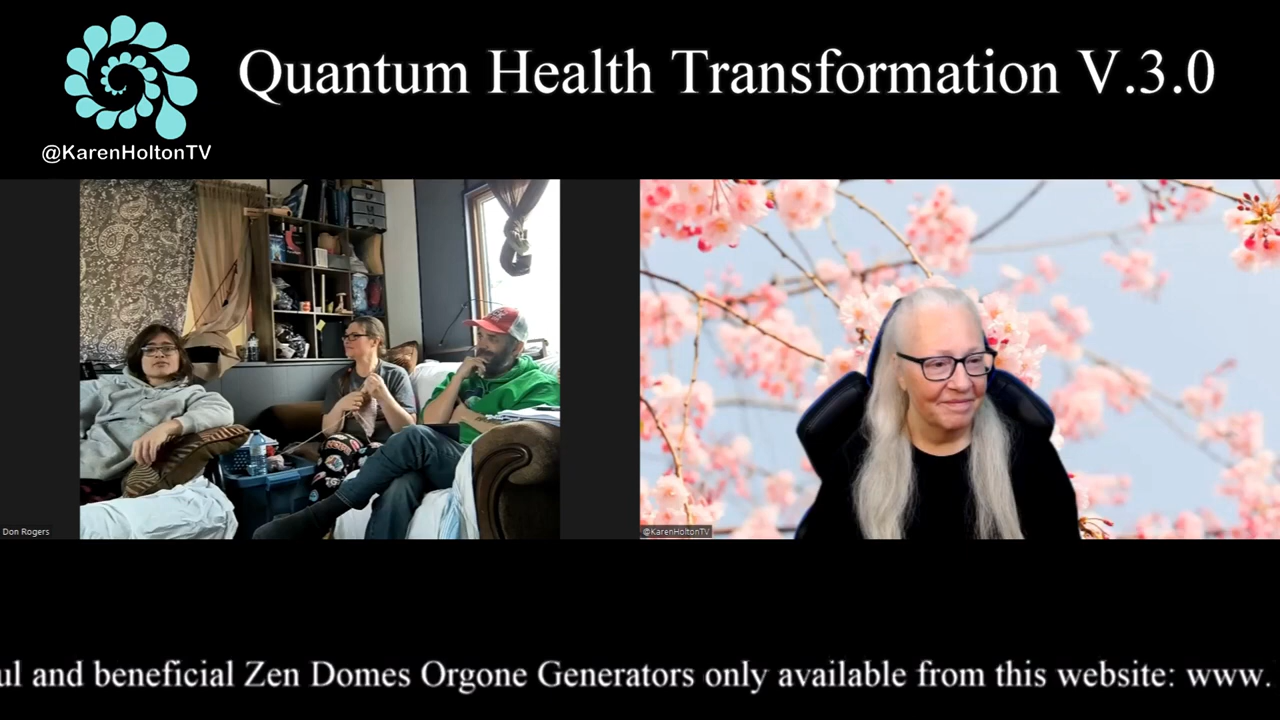 Quantum Health Transformation V.3.0
@KarenHoltonTV
Don Rogers
@KarenHoltonTV
and beneficial Zen Domes Orgone Generators only available from this website: www.